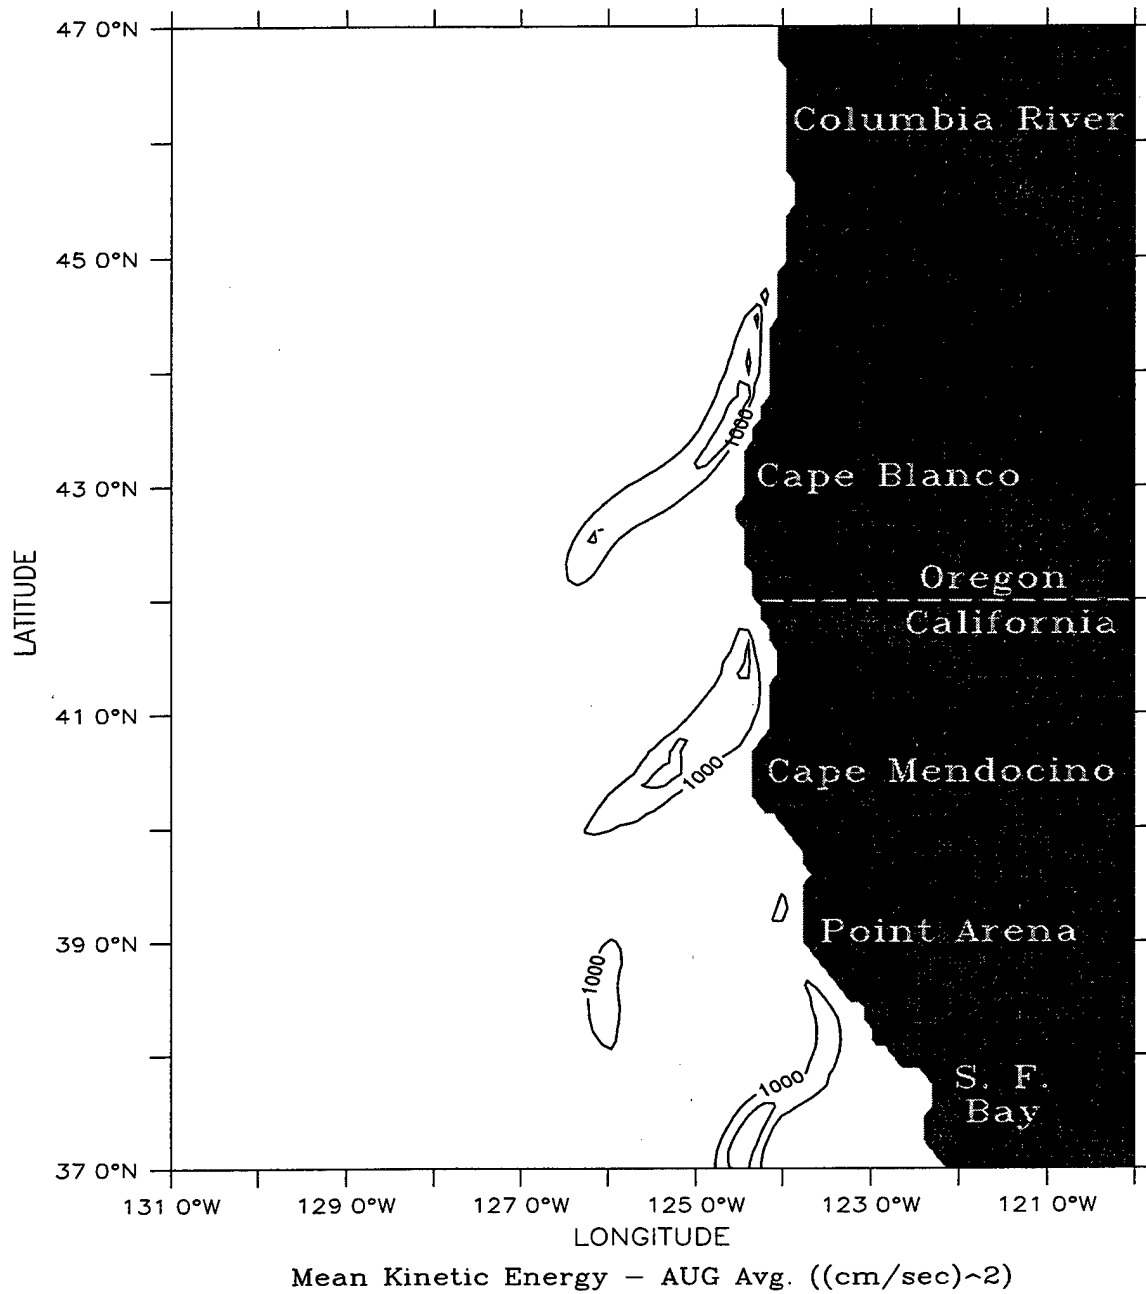 47 0°N
Columbia River
45 0°N
1000
Cape Blanco
43 0°N
LATITUDE
Oregon
California
41 0°N
1000
Cape Mendocino
Point Arena
39 0°N
1000
1000
S. F.
Bay
37 0°N
131 0°W 129 0°W 127 0°W 125 0°W 123 0°W 121 0°W
LONGITUDE
Mean Kinetic Energy – AUG Avg. ((cm/sec)^2)